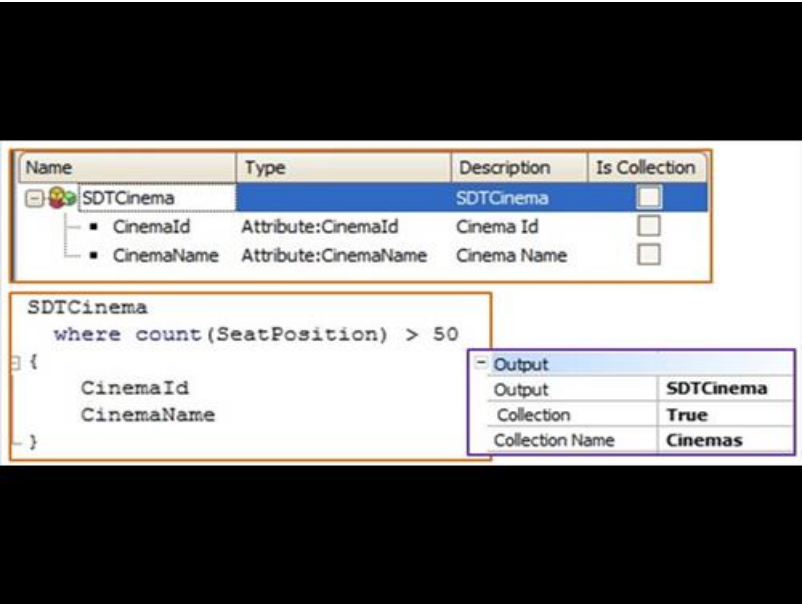 Name Type Description Is Collection
SDTCinema SDTCinema
CinemaId Attribute:CinemaId Cinema Id
CinemaName Attribute:CinemaName Cinema Name
SDTCinema
where count(SeatPosition) > 50
{
CinemaId
CinemaName
}
Output
Output SDTCinema
Collection True
Collection Name Cinemas